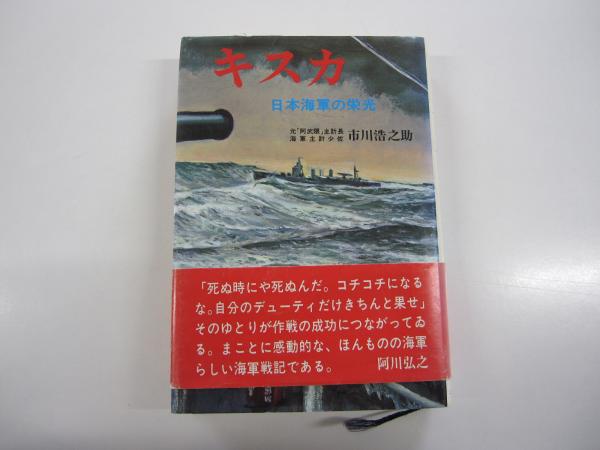 キスカ
日本海軍の栄光
元「阿武隈」主計長
海軍主計少佐
市川浩之助
「死ぬ時にや死ぬんだ。コチコチになる
な。自分のデューティだけきちんと果せ」
そのゆとりが作戦の成功につながってゐ
る。まことに感動的な、ほんものの海軍
らしい海軍戦記である。
阿川弘之